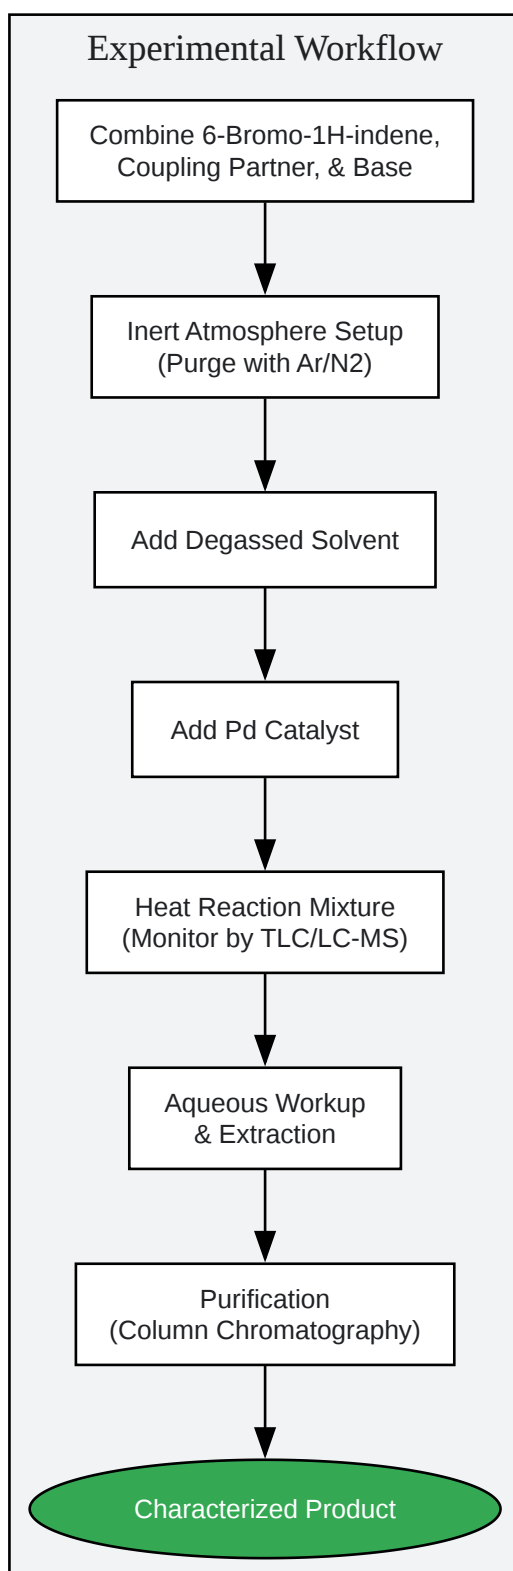 Experimental Workflow
Combine 6-Bromo-1H-indene,
Coupling Partner, & Base
Inert Atmosphere Setup
(Purge with Ar/N2)
Add Degassed Solvent
Add Pd Catalyst
Heat Reaction Mixture
(Monitor by TLC/LC-MS)
Aqueous Workup
& Extraction
Purification
(Column Chromatography)
Characterized Product